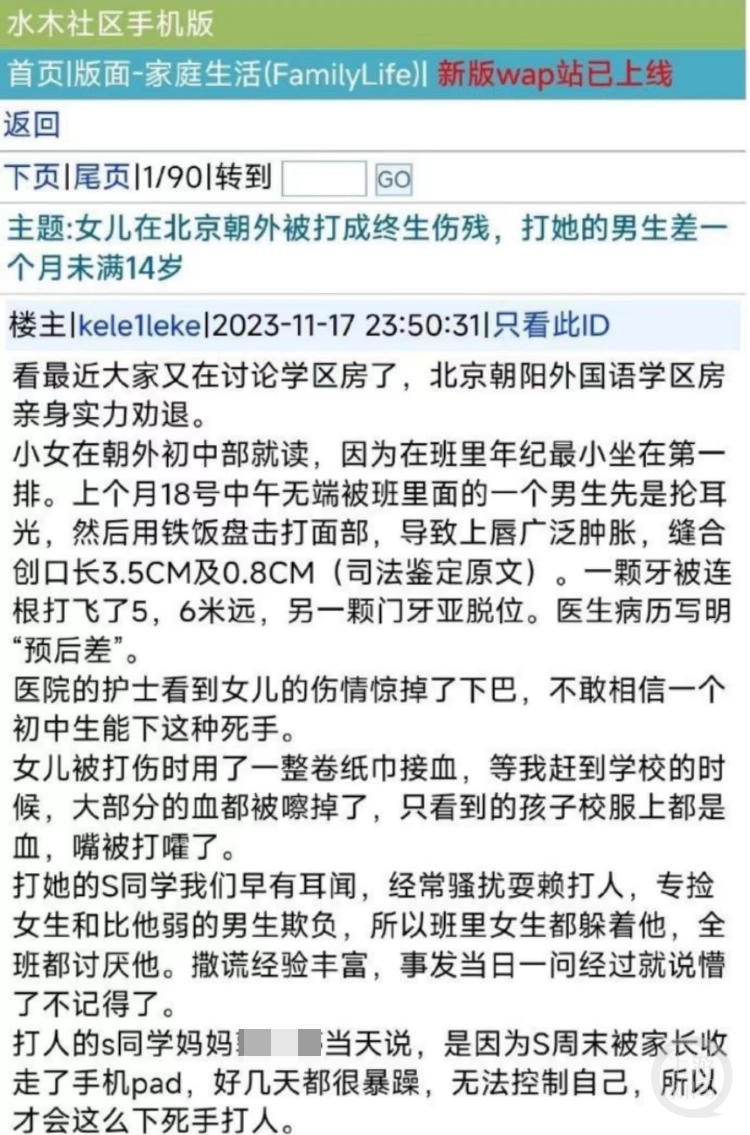 水木社区手机版
首页|版面-家庭生活(FamilyLife)| 新版wap站已上线
返回
下页|尾页|1/90|转到 GO
主题:女儿在北京朝外被打成终生伤残，打她的男生差一
个月未满14岁
楼主|kele1leke|2023-11-17 23:50:31|只看此ID
看最近大家又在讨论学区房了，北京朝阳外国语学区房
亲身实力劝退。
小女在朝外初中部就读，因为在班里年纪最小坐在第一
排。上个月18号中午无端被班里面的一个男生先是抡耳
光，然后用铁饭盘击打面部，导致上唇广泛肿胀，缝合
创口长3.5CM及0.8CM（司法鉴定原文）。一颗牙被连
根打飞了5，6米远，另一颗门牙亚脱位。医生病历写明
“预后差”。
医院的护士看到女儿的伤情惊掉了下巴，不敢相信一个
初中生能下这种死手。
女儿被打伤时用了一整卷纸巾接血，等我赶到学校的时
候，大部分的血都被嚓掉了，只看到的孩子校服上都是
血，嘴被打嚯了。
打她的S同学我们早有耳闻，经常骚扰耍赖打人，专捡
女生和比他弱的男生欺负，所以班里女生都躲着他，全
班都讨厌他。撒谎经验丰富，事发当日一问经过就说懵
了不记得了。
打人的s同学妈妈当天说，是因为S周末被家长收
走了手机pad，好几天都很暴躁，无法控制自己，所以
才会这么下死手打人。
上游新闻